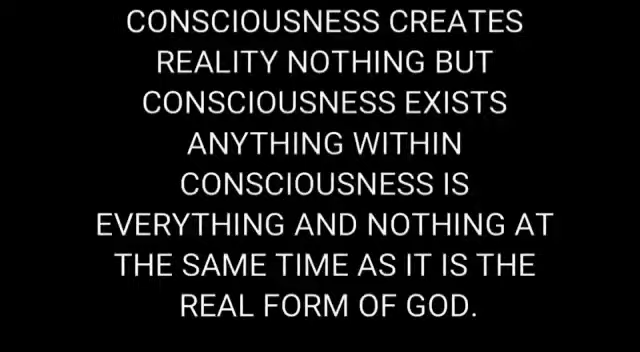 CONSCIOUSNESS CREATES
REALITY NOTHING BUT
CONSCIOUSNESS EXISTS
ANYTHING WITHIN
CONSCIOUSNESS IS
EVERYTHING AND NOTHING AT
THE SAME TIME AS IT IS THE
REAL FORM OF GOD.